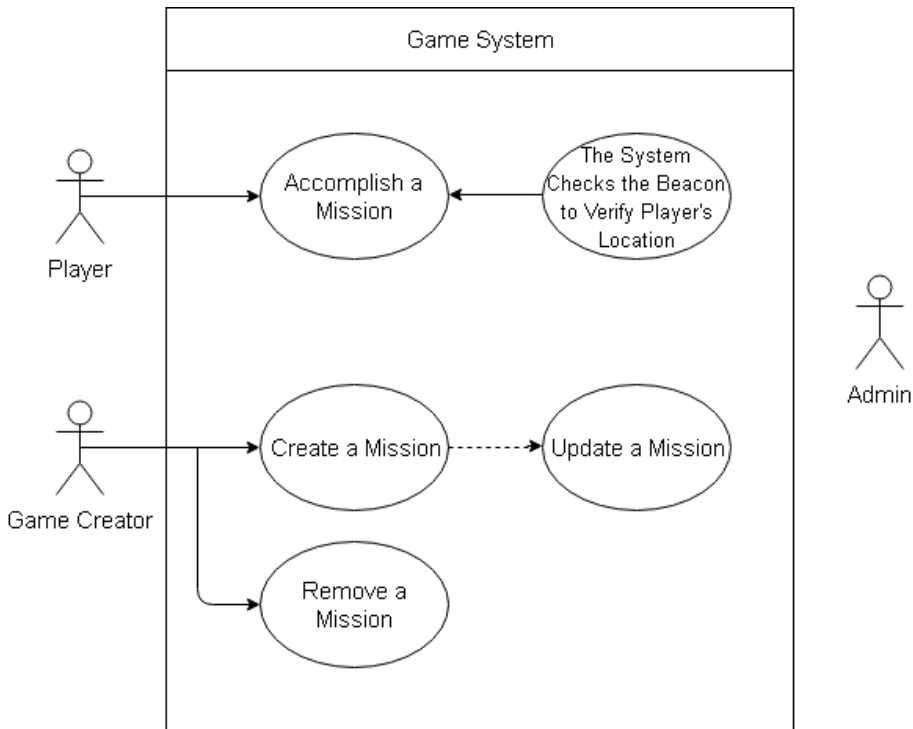 Game System
Accomplish a
Mission
The System
Checks the Beacon
to Verify Player's
Location
Player
Admin
Create a Mission
Update a Mission
Game Creator
Remove a
Mission